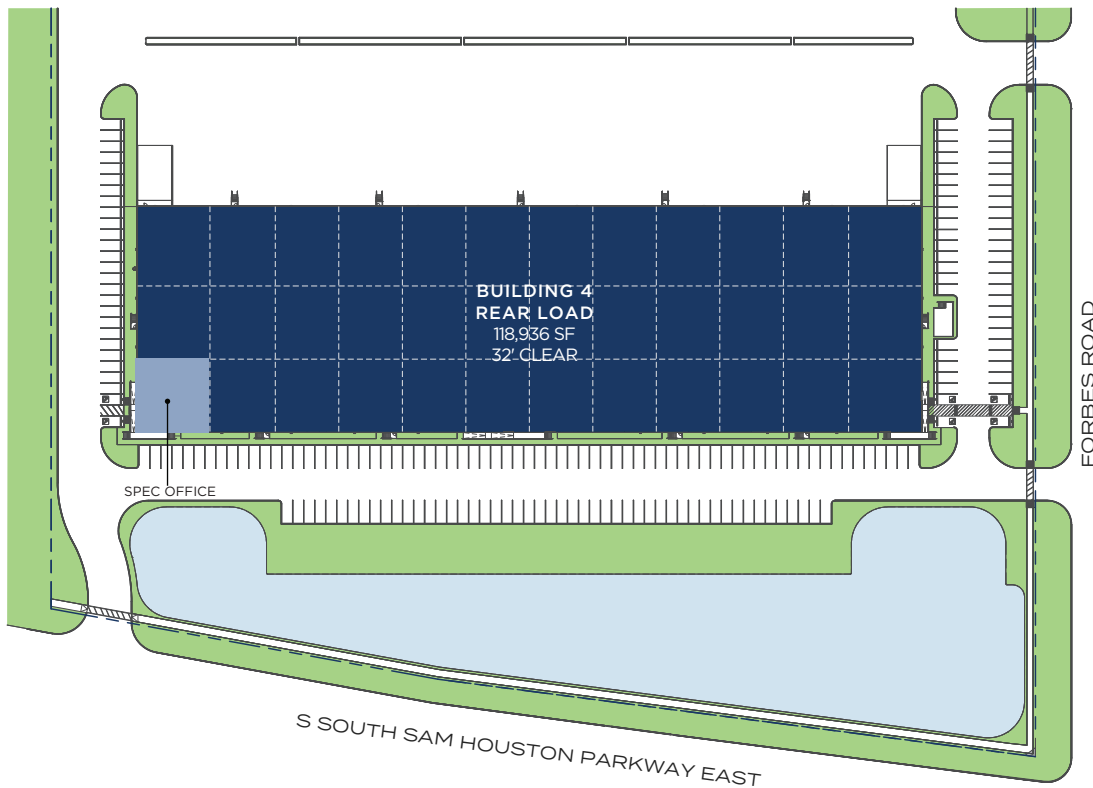 BUILDING 4
REAR LOAD
118,936 SF
32' CLEAR
SPEC OFFICE
FORBES ROAD
S SOUTH SAM HOUSTON PARKWAY EAST